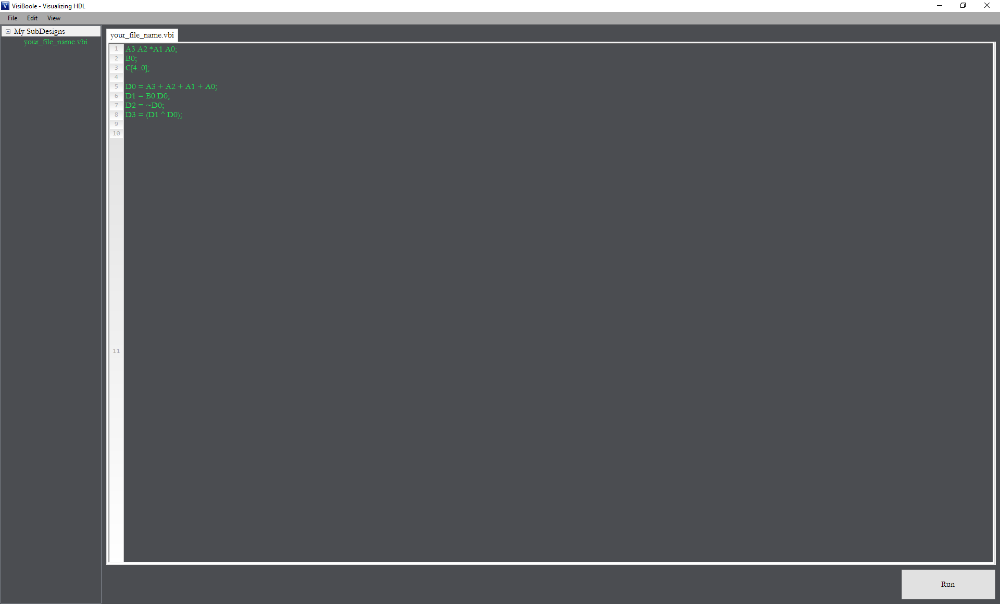 V VisiBoole - Visualizing HDL
File Edit View
My SubDesigns
your_file_name.vbi
your_file_name.vbi
1 A3 A2 *A1 A0;
2 B0;
3 C[4..0];
4
5 D0 = A3 + A2 + A1 + A0;
6 D1 = B0 D0;
7 D2 = ~D0;
8 D3 = (D1 ^ D0);
9
10
11
Run